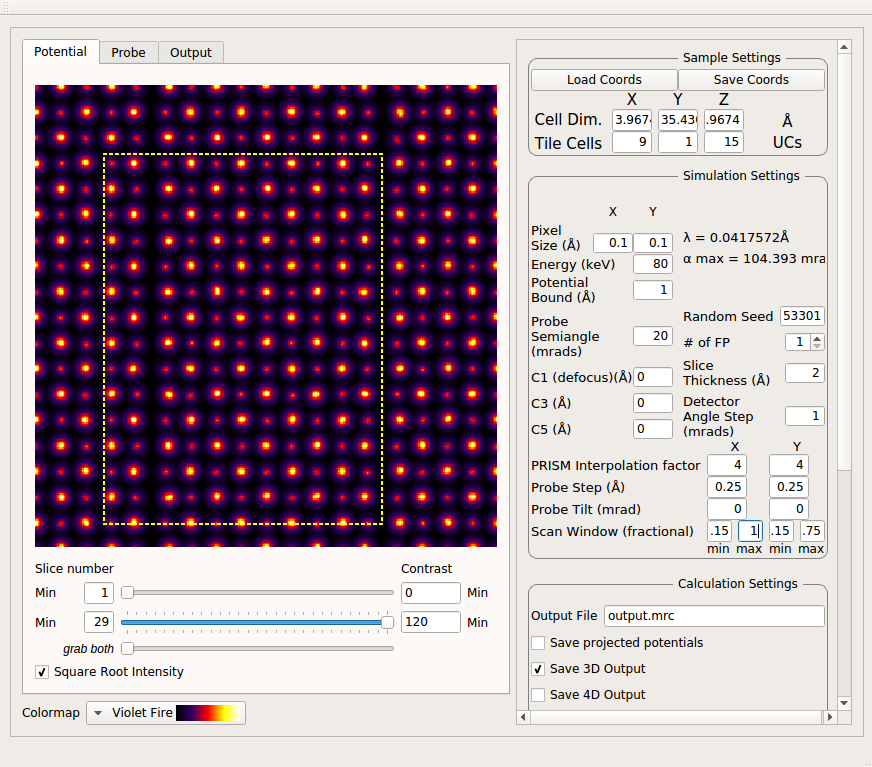 Potential Probe Output
Sample Settings
Load Coords Save Coords
X Y Z
Cell Dim. 3.9674 35.43 .9674 Å
Tile Cells 9 1 15 UCs
Simulation Settings
X Y
Pixel
Size (Å) 0.1 0.1 λ = 0.0417572Å
Energy (keV) 80 α max = 104.393 mra
Potential
Bound (Å) 1
Probe
Semiangle
(mrads) 20
Random Seed 53301
# of FP 1
Slice
Thickness (Å) 2
C1 (defocus)(Å) 0
C3 (Å) 0
C5 (Å) 0
Detector
Angle Step
(mrads) 1
X Y
PRISM Interpolation factor 4 4
Probe Step (Å) 0.25 0.25
Probe Tilt (mrad) 0 0
Scan Window (fractional) .15 1 .15 .75
min max min max
Slice number Contrast
Min 1 0 Min
Min 29 120 Min
grab both
Square Root Intensity
Colormap Violet Fire
Calculation Settings
Output File output.mrc
Save projected potentials
Save 3D Output
Save 4D Output